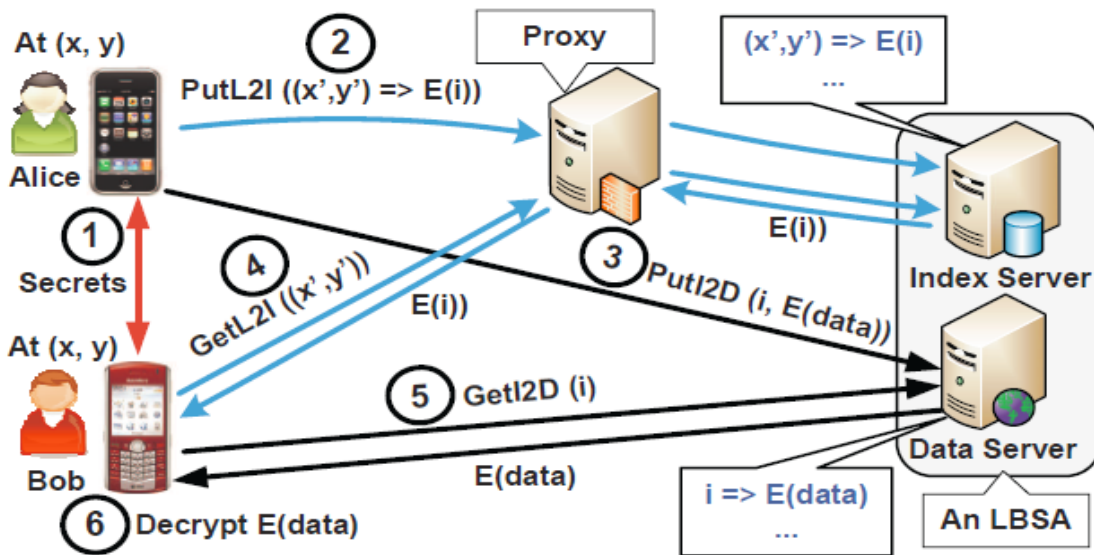 At (x, y)
Alice
2
PutL2I ((x',y') => E(i))
Proxy
(x',y') => E(i)
...
1
Secrets
4
GetL2I ((x',y'))
E(i))
3
PutI2D (i, E(data))
E(i))
Index Server
At (x, y)
Bob
5
GetI2D (i)
E(data)
Data Server
i => E(data)
...
An LBSA
6
Decrypt E(data)